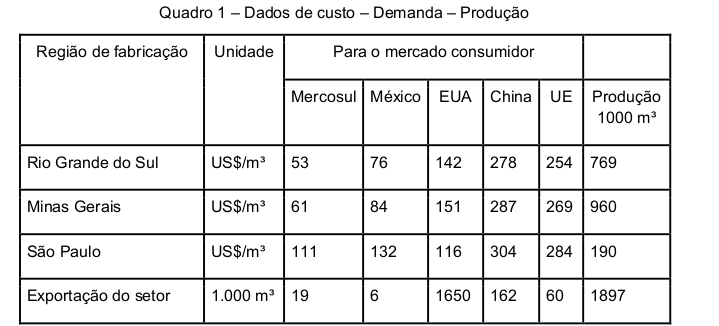 Quadro 1 – Dados de custo – Demanda – Produção
Região de fabricação Unidade Para o mercado consumidor
Mercosul México EUA China UE Produção
1000 m³
Rio Grande do Sul US$/m³ 53 76 142 278 254 769
Minas Gerais US$/m³ 61 84 151 287 269 960
São Paulo US$/m³ 111 132 116 304 284 190
Exportação do setor 1.000 m³ 19 6 1650 162 60 1897